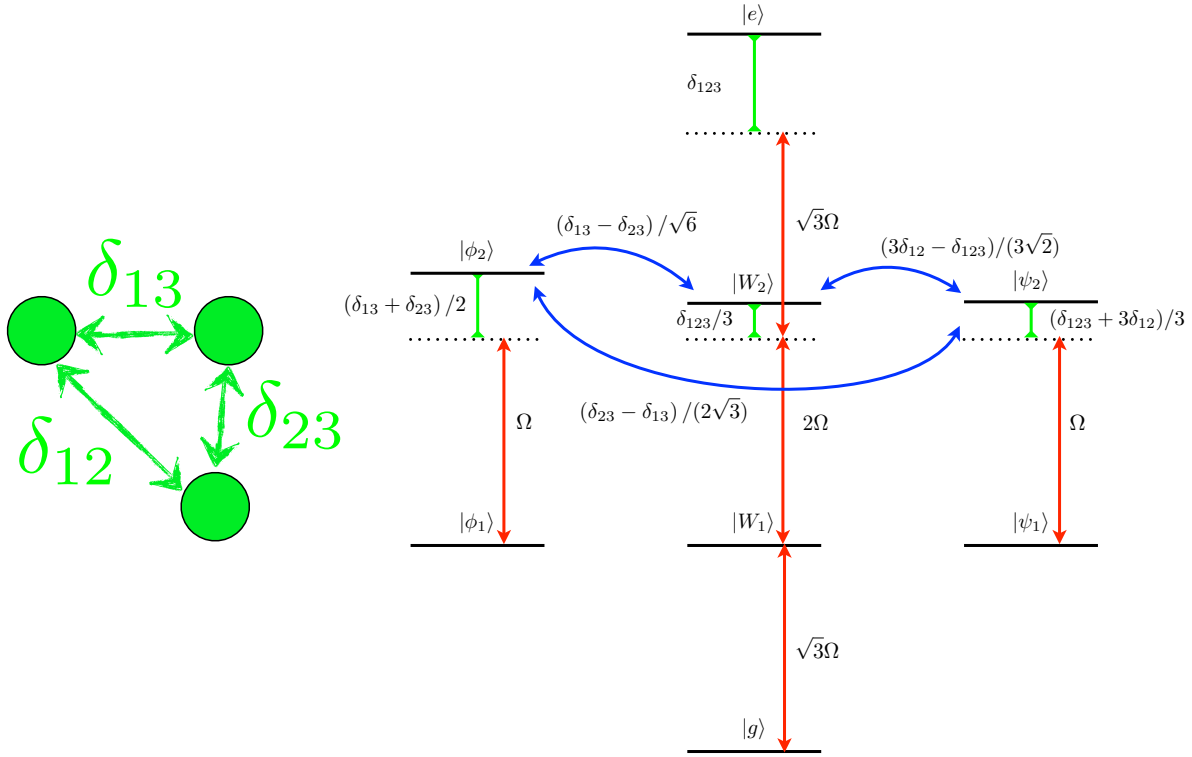 δ₁₃
δ₁₂
δ₂₃
|e⟩
δ₁₂₃
√3Ω
(δ₁₃ − δ₂₃)/√6
(3δ₁₂ − δ₁₂₃)/(3√2)
|ϕ₂⟩
|W₂⟩
|ψ₂⟩
(δ₁₃ + δ₂₃)/2
δ₁₂₃/3
(δ₁₂₃ + 3δ₁₂)/3
(δ₂₃ − δ₁₃)/(2√3)
Ω
2Ω
Ω
|ϕ₁⟩
|W₁⟩
|ψ₁⟩
√3Ω
|g⟩